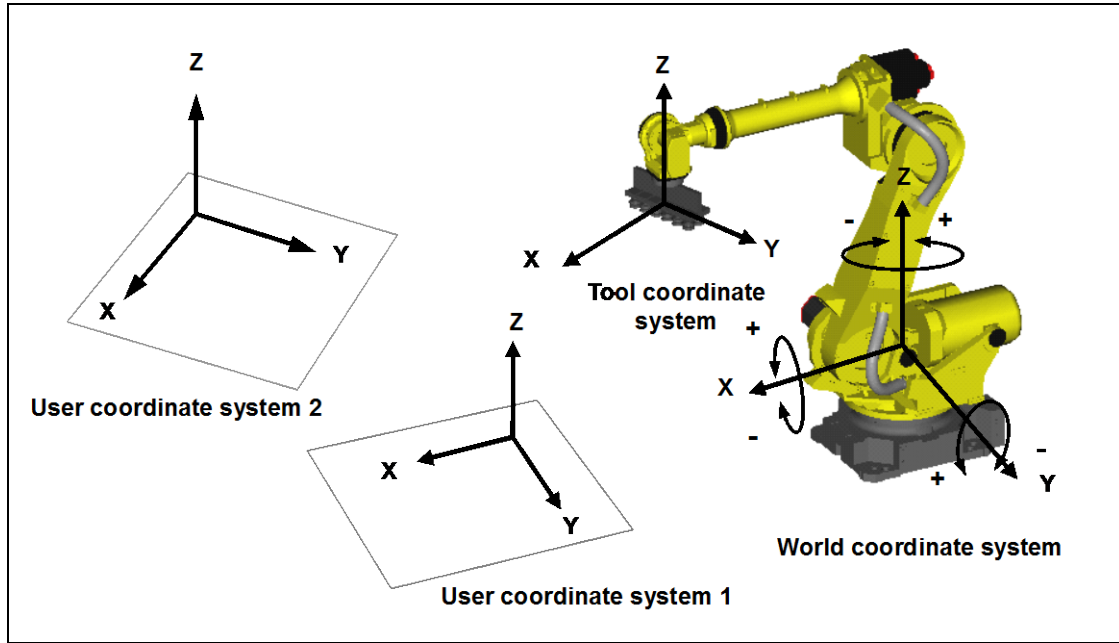 Z
Y
X
User coordinate system 2
Z
X
Y
User coordinate system 1
Z
X
Y
Tool coordinate
system
Z
-
+
+
X
-
-
+
Y
World coordinate system